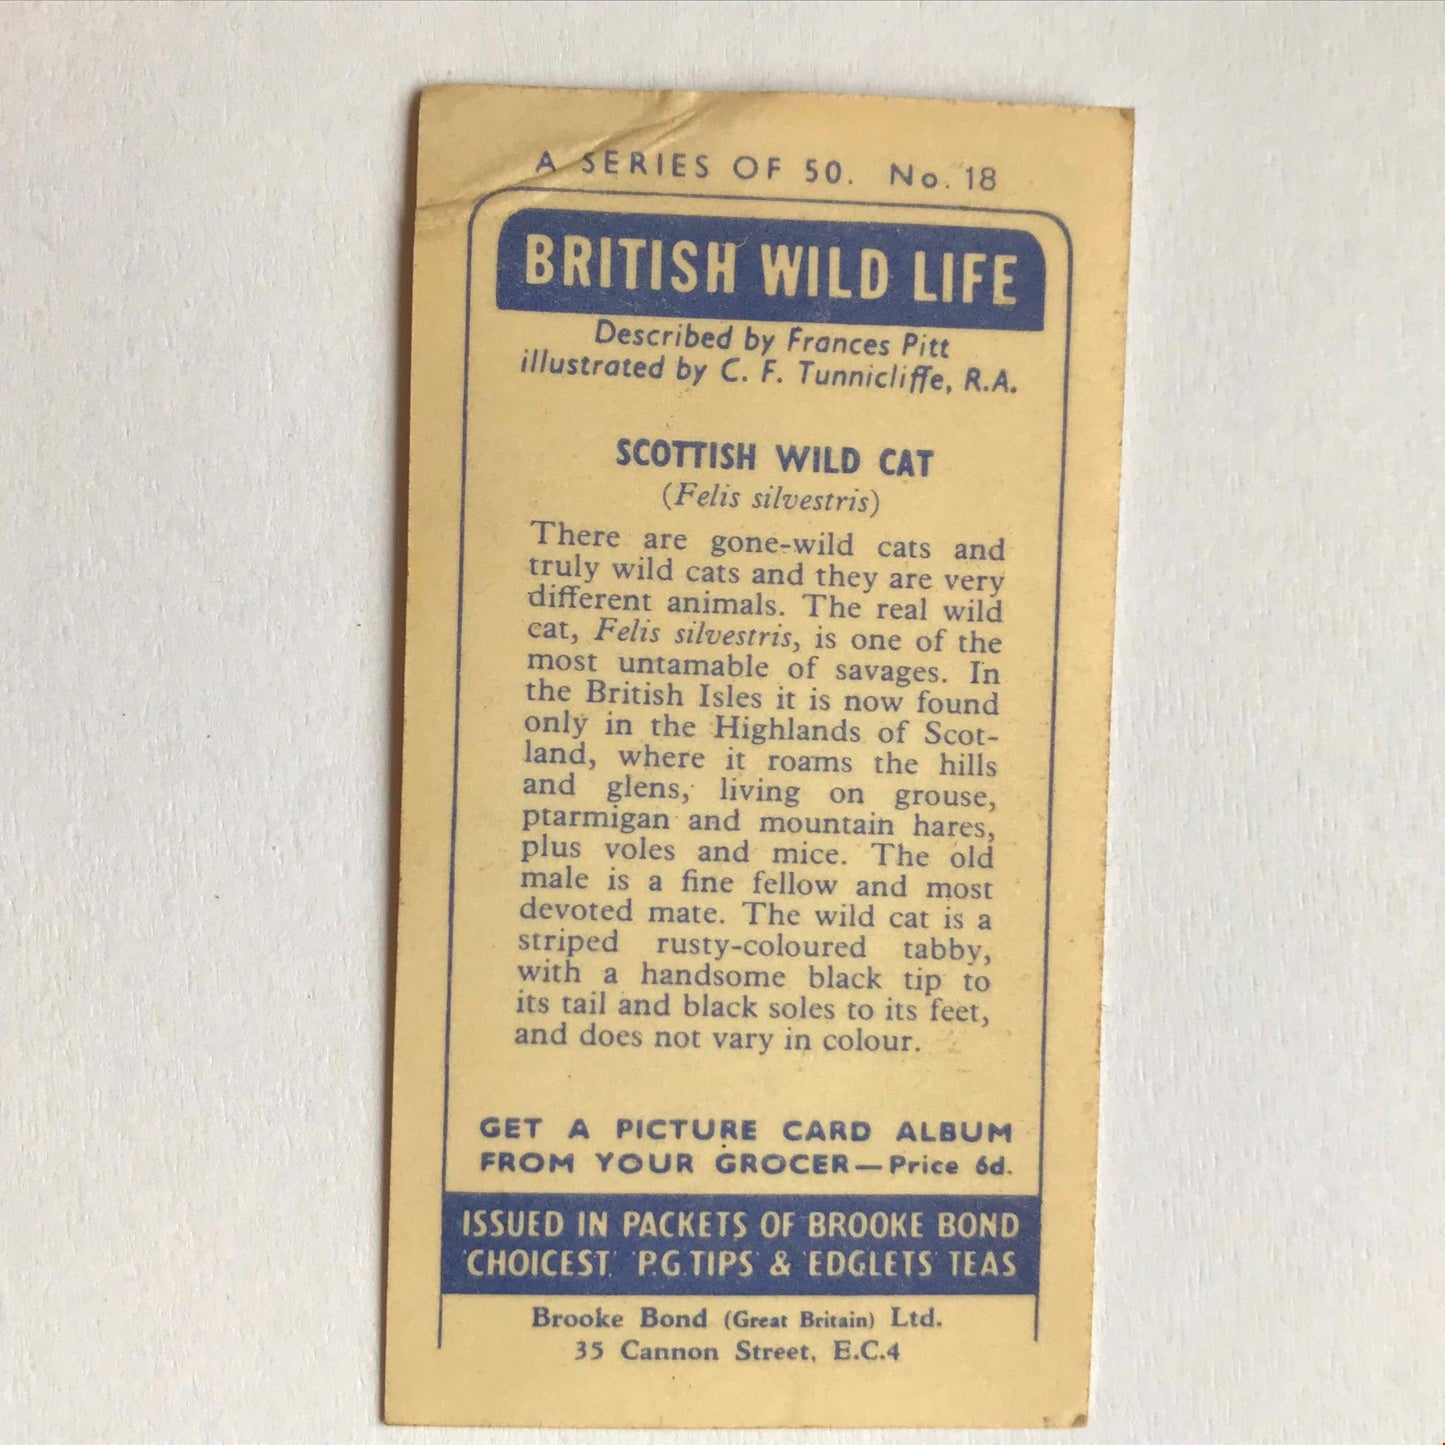 A SERIES OF 50. No. 18
BRITISH WILD LIFE
Described by Frances Pitt
illustrated by C. F. Tunnicliffe, R.A.
SCOTTISH WILD CAT
(Felis silvestris)
There are gone-wild cats and
truly wild cats and they are very
different animals. The real wild
cat, Felis silvestris, is one of the
most untamable of savages. In
the British Isles it is now found
only in the Highlands of Scot-
land, where it roams the hills
and glens, living on grouse,
ptarmigan and mountain hares,
plus voles and mice. The old
male is a fine fellow and most
devoted mate. The wild cat is a
striped rusty-coloured tabby,
with a handsome black tip to
its tail and black soles to its feet,
and does not vary in colour.
GET A PICTURE CARD ALBUM
FROM YOUR GROCER—Price 6d.
ISSUED IN PACKETS OF BROOKE BOND
'CHOICEST' 'P.G.TIPS' & 'EDGLETS' TEAS
Brooke Bond (Great Britain) Ltd.
35 Cannon Street, E.C.4